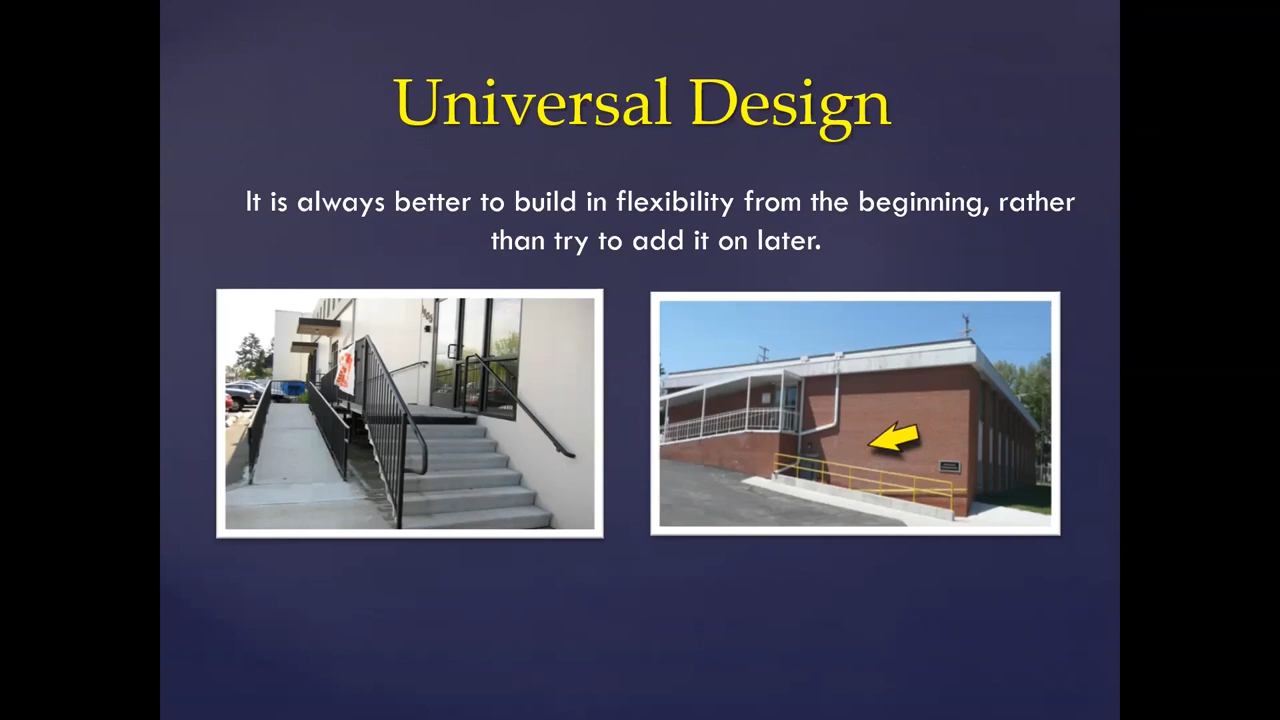 Universal Design
It is always better to build in flexibility from the beginning, rather
than try to add it on later.